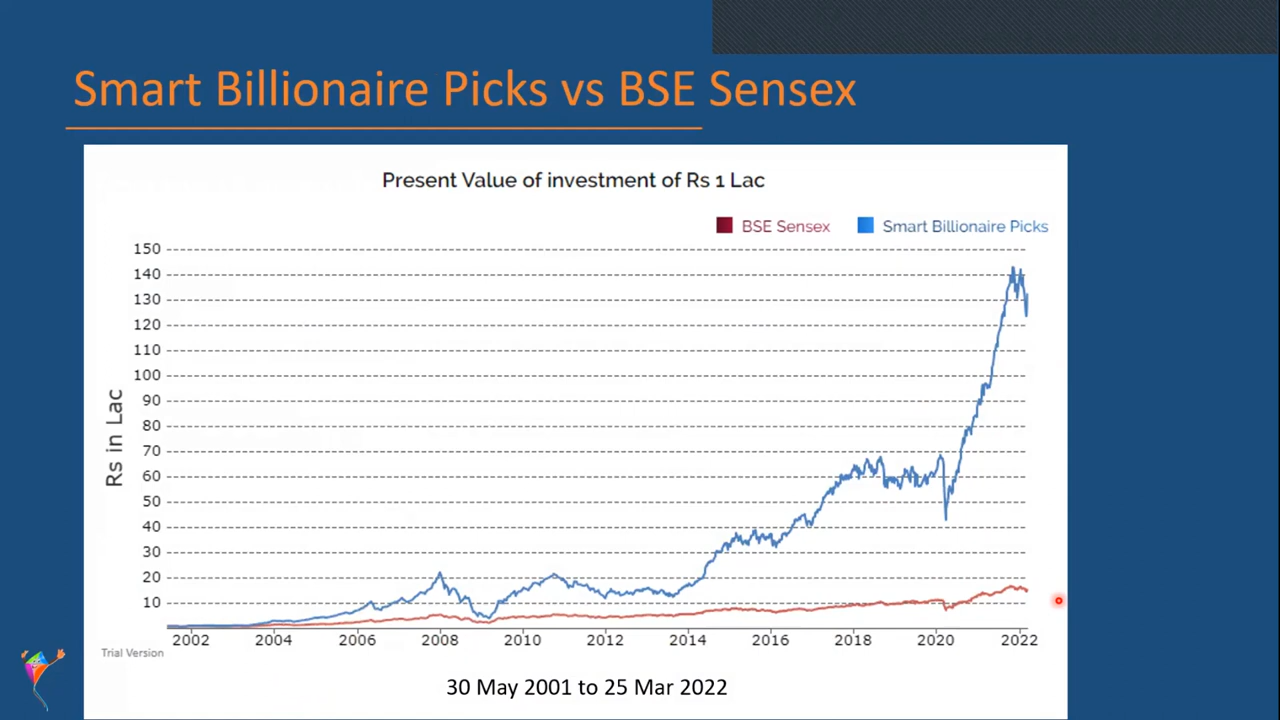 Smart Billionaire Picks vs BSE Sensex
Present Value of investment of Rs 1 Lac
BSE Sensex Smart Billionaire Picks
150
140
130
120
110
100
90
80
70
60
50
40
30
20
10
Rs in Lac
2002 2004 2006 2008 2010 2012 2014 2016 2018 2020 2022
Trial Version
30 May 2001 to 25 Mar 2022